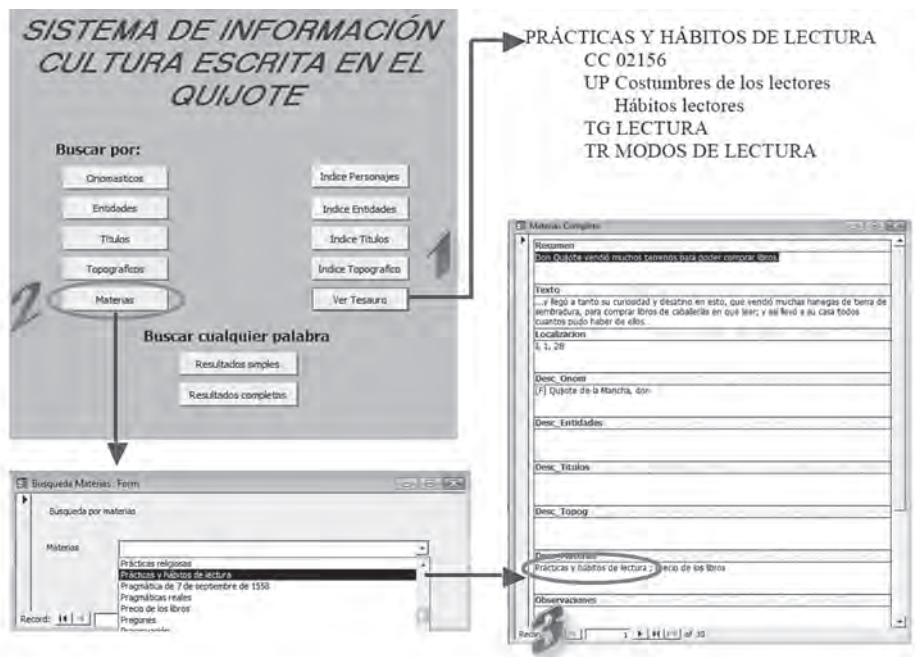 SISTEMA DE INFORMACIÓN
CULTURA ESCRITA EN EL
QUIJOTE
Buscar por:
Onomasticos
Entidades
Titulos
Topograficos
Materias
Indice Personajes
Indice Entidades
Indice Titulos
Indice Topografico
Ver Tesauro
1
2
Buscar cualquier palabra
Resultados simples
Resultados completos
PRÁCTICAS Y HÁBITOS DE LECTURA
CC 02156
UP Costumbres de los lectores
Hábitos lectores
TG LECTURA
TR MODOS DE LECTURA
Busqueda Materias : Form
Búsqueda por materias
Materias
Prácticas religiosas
Prácticas y hábitos de lectura
Pragmática de 7 de septiembre de 1558
Pragmáticas reales
Precio de los libros
Pregones
Record:
Materias Completo
Resumen
Don Quijote vendió muchos terrenos para poder comprar libros.
Texto
...y llegó a tanto su curiosidad y desatino en esto, que vendió muchas hanegas de tierra de
sembradura, para comprar libros de caballerías en que leer; y así llevó a su casa todos
cuantos pudo haber de ellos
Localizacion
I, 1, 28
Desc_Onom
[F] Quijote de la Mancha, don
Desc_Entidades
Desc_Titulos
Desc_Topog
Prácticas y hábitos de lectura ; Precio de los libros
Observaciones
3
1
of 30